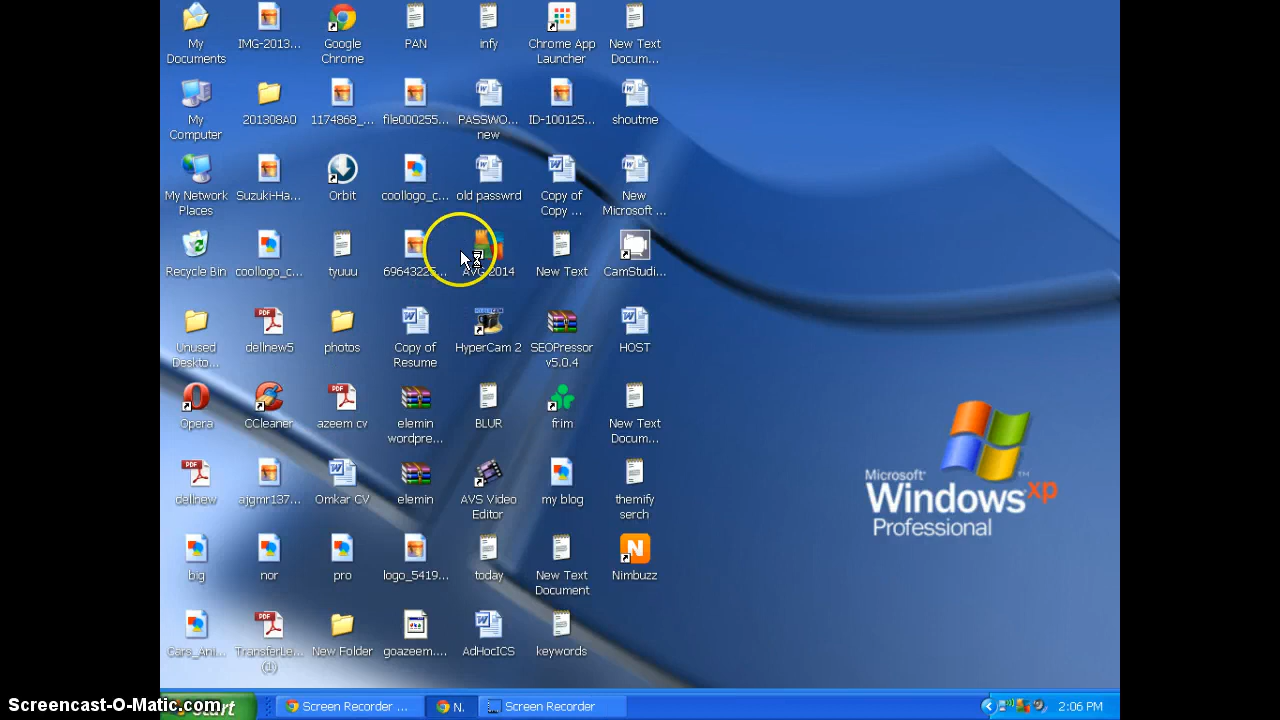 My
Documents
IMG-2013...
Google
Chrome
PAN
infy
Chrome App
Launcher
New Text
Docum...
My
Computer
201308A0
1174868_...
file000255...
PASSWO...
new
ID-100125...
shoutme
My Network
Places
Suzuki-Ha...
Orbit
coollogo_c...
old passwrd
Copy of
Copy ...
New
Microsoft ...
Recycle Bin
coollogo_c...
tyuuu
AVG 2014
New Text
CamStudi...
Unused
Deskto...
dellnew5
photos
Copy of
Resume
HyperCam 2
SEOPressor
v5.0.4
HOST
Opera
CCleaner
azeem cv
elemin
wordpre...
BLUR
frim
New Text
Docum...
dellnew
ajgmr137...
Omkar CV
elemin
AVS Video
Editor
my blog
themify
serch
big
nor
pro
logo_5419...
today
New Text
Document
Nimbuzz
Cars_Ani...
TransferLe...
(1)
New Folder
goazeem....
AdHocICS
keywords
Microsoft
Windows xp
Professional
TM
Screencast-O-Matic.com
start
Screen Recorder ...
N.
Screen Recorder
2:06 PM